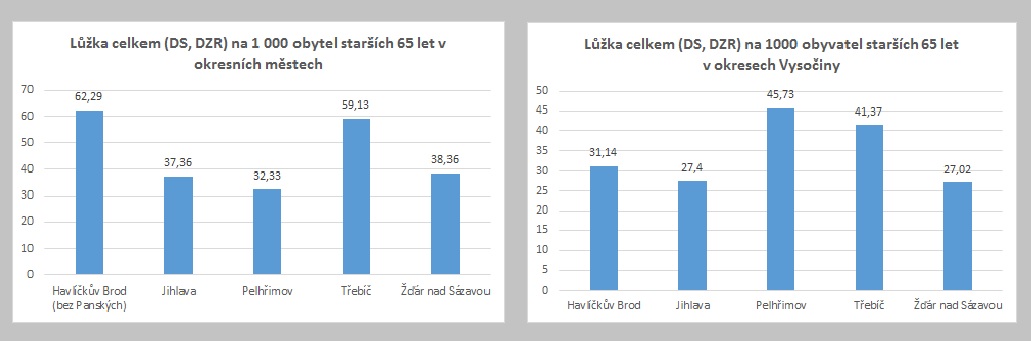 Lůžka celkem (DS, DZR) na 1 000 obytel starších 65 let v
okresních městech
70
60
50
40
30
20
10
0
62,29
37,36
32,33
59,13
38,36
Havlíčkův Brod
(bez Panských)
Jihlava
Pelhřimov
Třebíč
Žďár nad Sázavou
Lůžka celkem (DS, DZR) na 1000 obyvatel starších 65 let
v okresech Vysočiny
50
45
40
35
30
25
20
15
10
5
0
31,14
27,4
45,73
41,37
27,02
Havlíčkův Brod
Jihlava
Pelhřimov
Třebíč
Žďár nad Sázavou